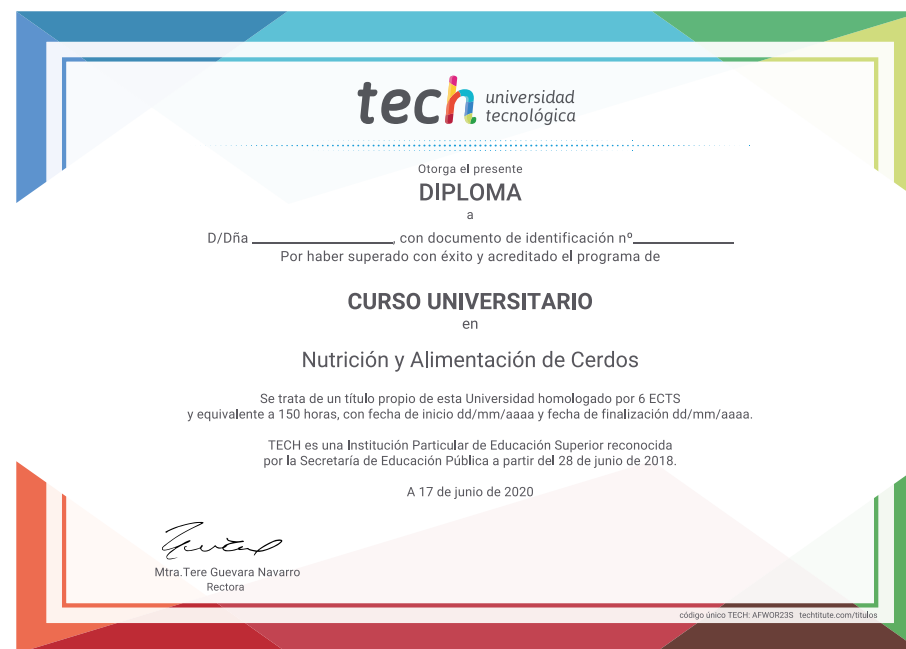 tech universidad
tecnológica
Otorga el presente
DIPLOMA
a
D/Dña ____________________, con documento de identificación nº______________
Por haber superado con éxito y acreditado el programa de
CURSO UNIVERSITARIO
en
Nutrición y Alimentación de Cerdos
Se trata de un título propio de esta Universidad homologado por 6 ECTS
y equivalente a 150 horas, con fecha de inicio dd/mm/aaaa y fecha de finalización dd/mm/aaaa.
TECH es una Institución Particular de Educación Superior reconocida
por la Secretaría de Educación Pública a partir del 28 de junio de 2018.
A 17 de junio de 2020
Mtra.Tere Guevara Navarro
Rectora
código único TECH: AFWOR23S techtitute.com/titulos